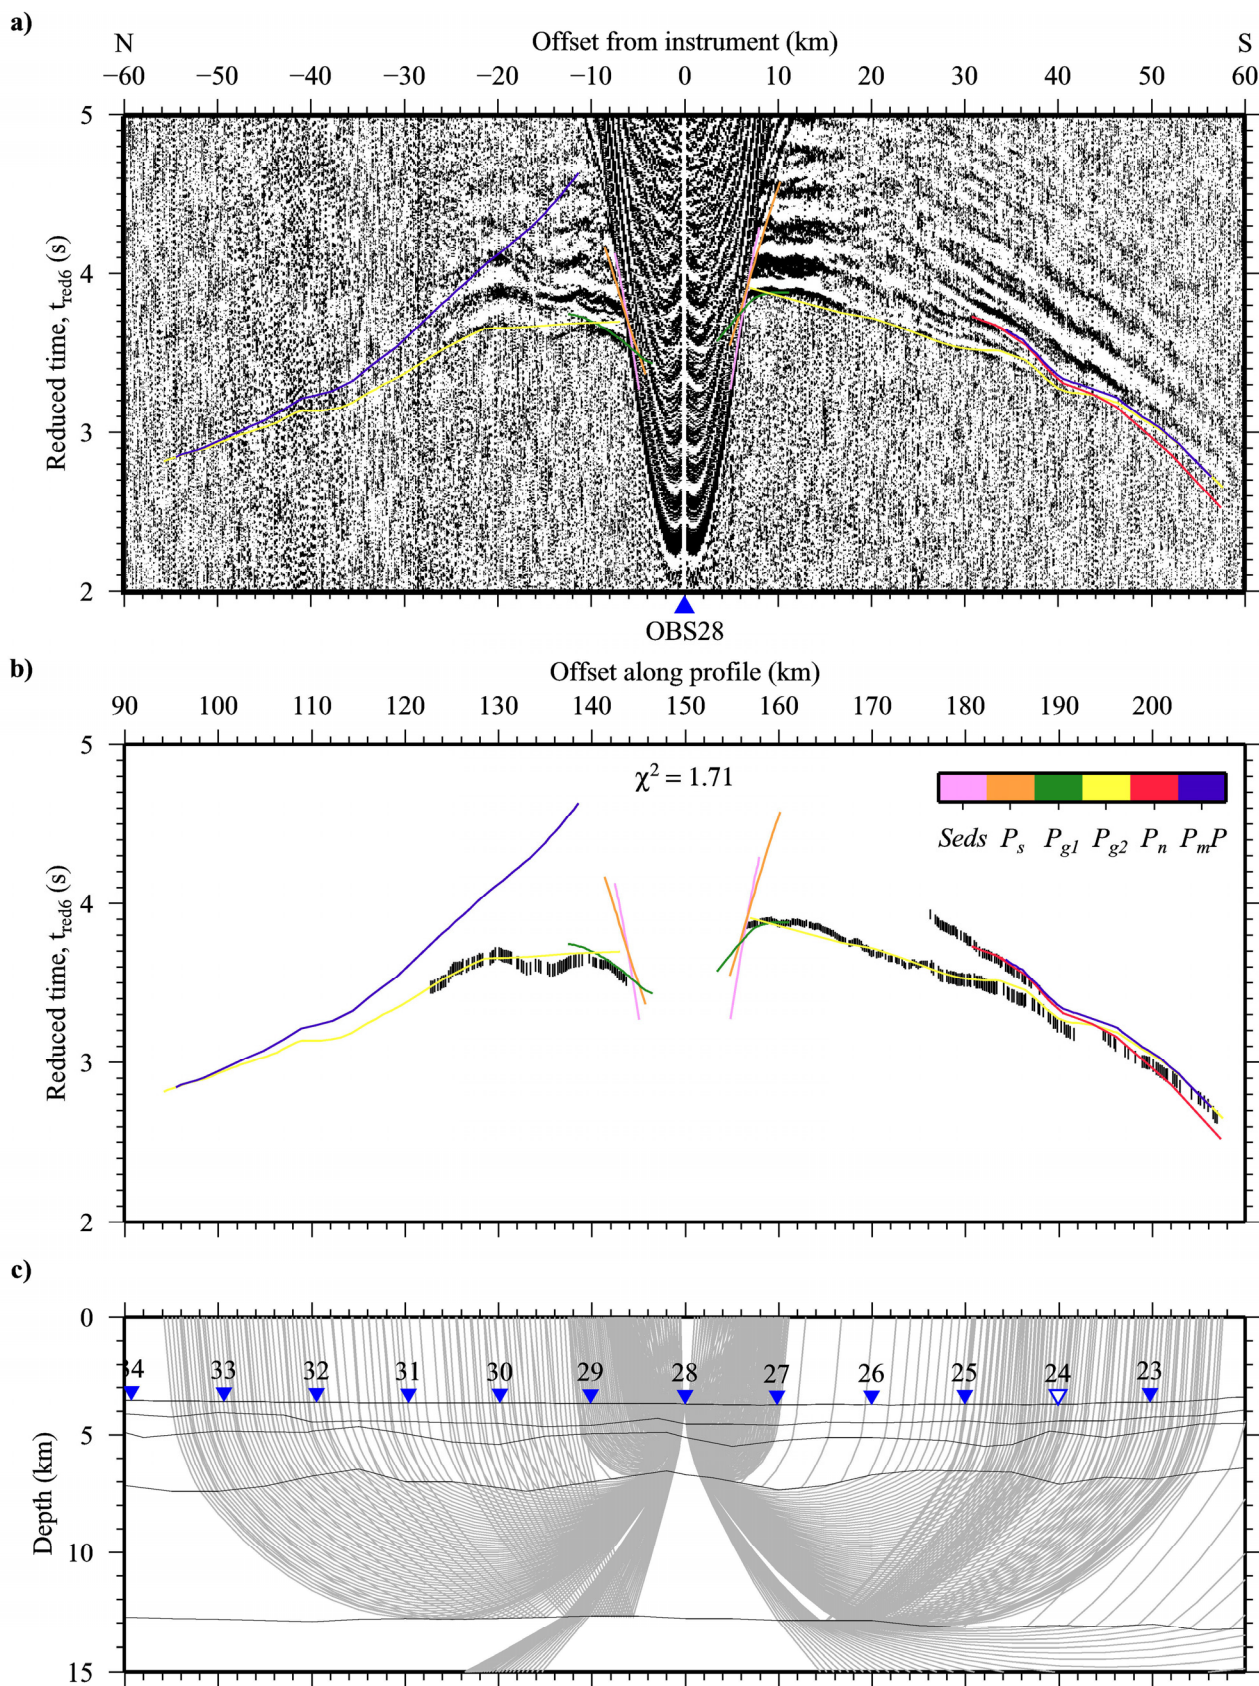 a)
N
Offset from instrument (km)
S
−60 −50 −40 −30 −20 −10 0 10 20 30 40 50 60
5
4
3
2
Reduced time, t_red6 (s)
OBS28
b)
Offset along profile (km)
90 100 110 120 130 140 150 160 170 180 190 200
5
4
3
2
Reduced time, t_red6 (s)
χ² = 1.71
Seds P_s P_g1 P_g2 P_n P_mP
c)
0
5
10
15
Depth (km)
34 33 32 31 30 29 28 27 26 25 24 23